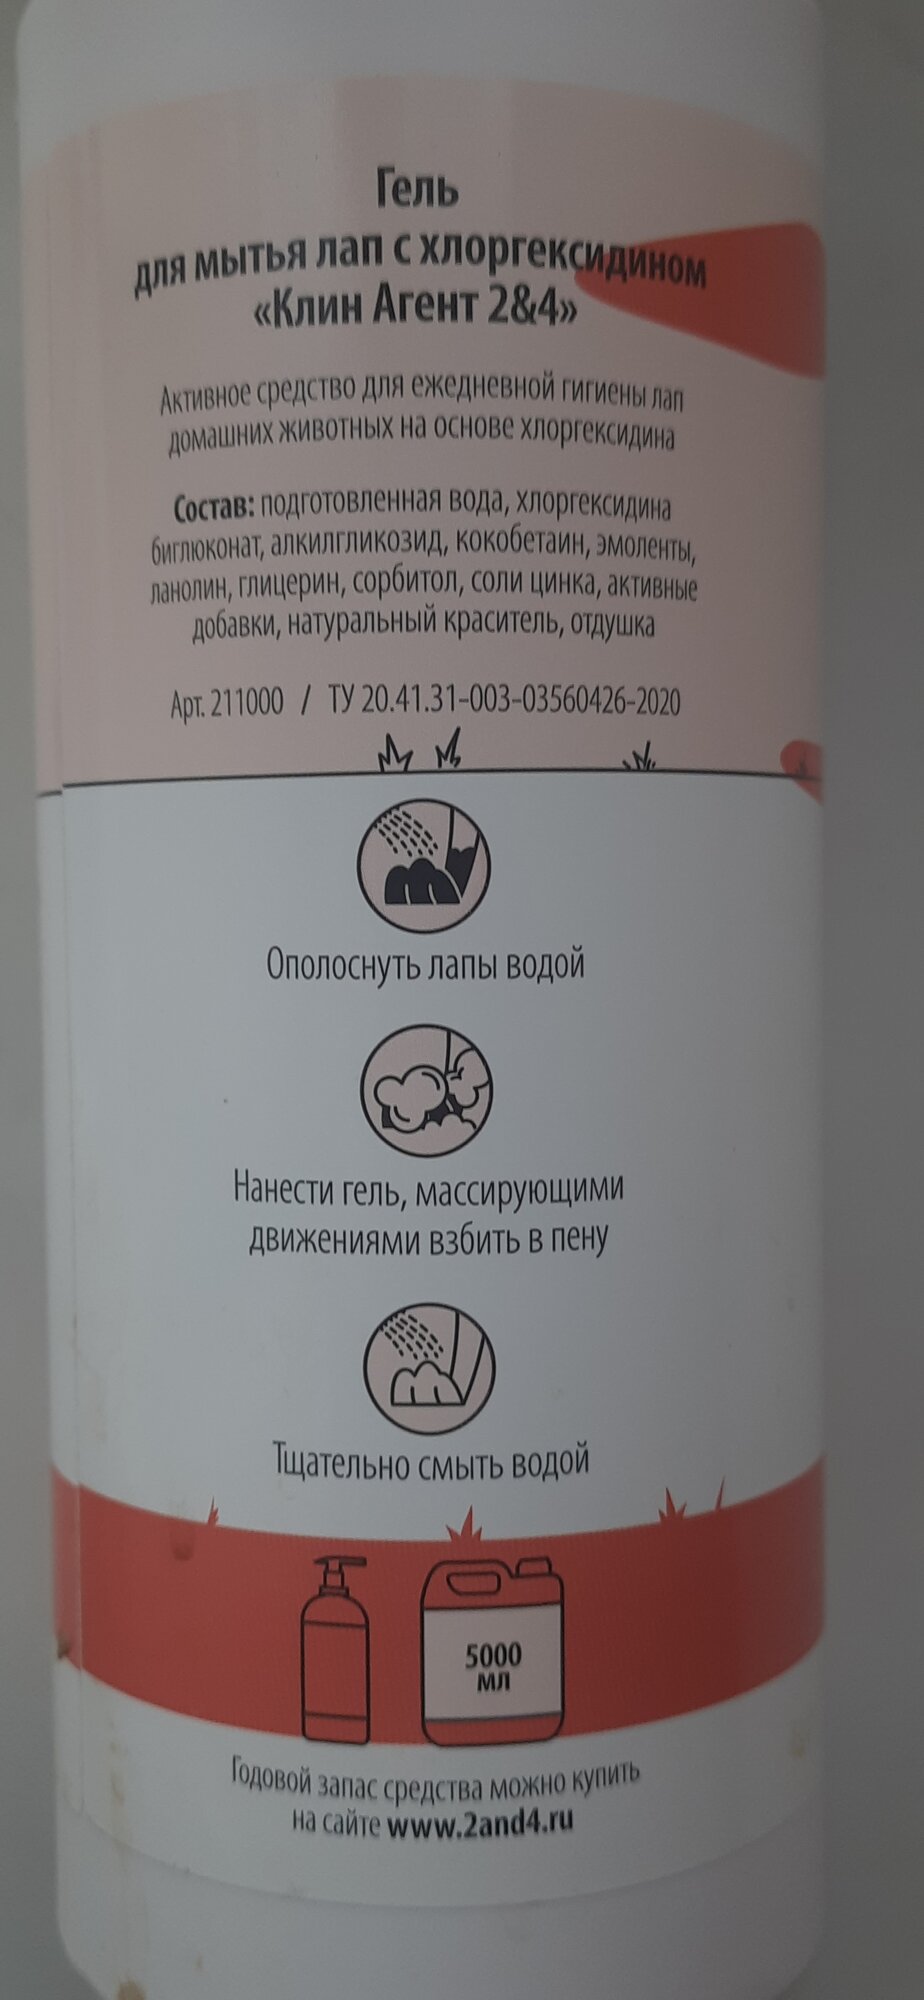 Гель
для мытья лап с хлоргексидином
«Клин Агент 2&4»
Активное средство для ежедневной гигиены лап
домашних животных на основе хлоргексидина
Состав: подготовленная вода, хлоргексидина
биглюконат, алкилгликозид, кокобетаин, эмоленты,
ланолин, глицерин, сорбитол, соли цинка, активные
добавки, натуральный краситель, отдушка
Арт. 211000 / ТУ 20.41.31-003-03560426-2020
Ополоснуть лапы водой
Нанести гель, массирующими
движениями взбить в пену
Тщательно смыть водой
5000
МЛ
Годовой запас средства можно купить
на сайте www.2and4.ru